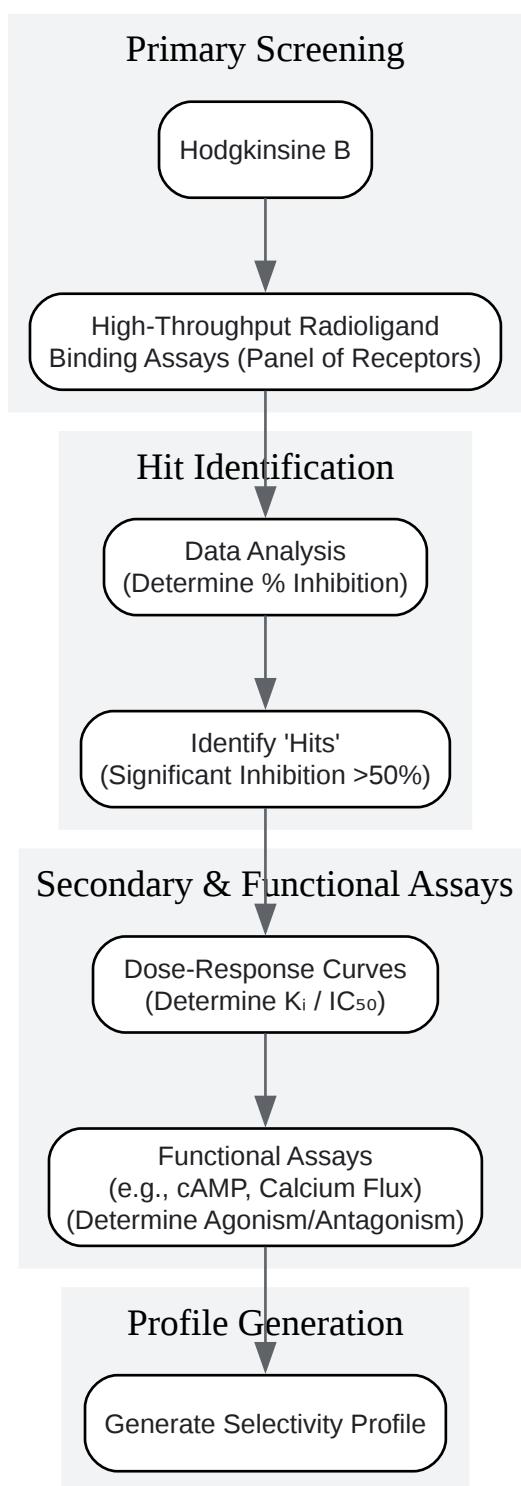 Primary Screening
Hodgkinsine B
High-Throughput Radioligand
Binding Assays (Panel of Receptors)
Hit Identification
Data Analysis
(Determine % Inhibition)
Identify 'Hits'
(Significant Inhibition >50%)
Secondary & Functional Assays
Dose-Response Curves
(Determine Kᵢ / IC₅₀)
Functional Assays
(e.g., cAMP, Calcium Flux)
(Determine Agonism/Antagonism)
Profile Generation
Generate Selectivity Profile